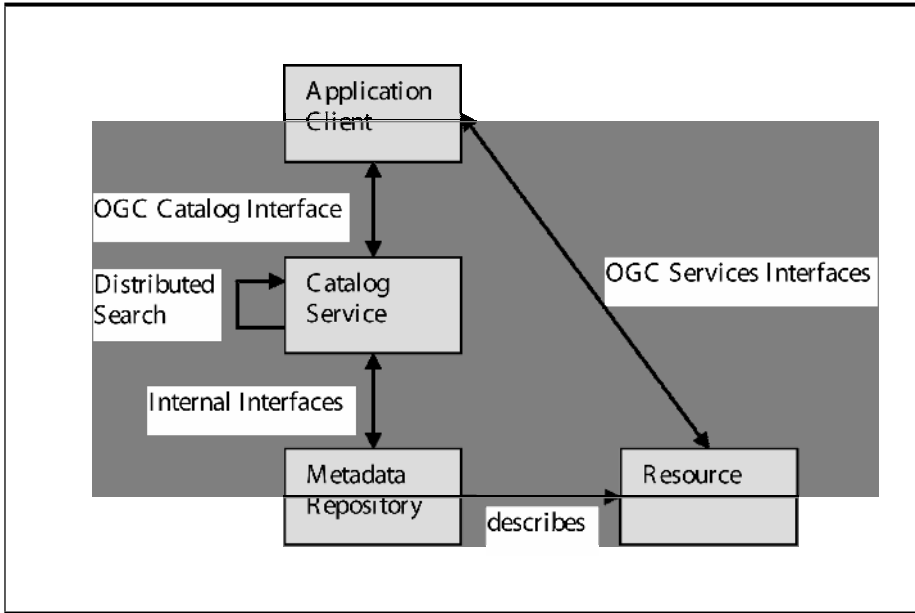 Application
Client
OGC Catalog Interface
Distributed
Search
Catalog
Service
OGC Services Interfaces
Internal Interfaces
Metadata
Repository
Resource
describes